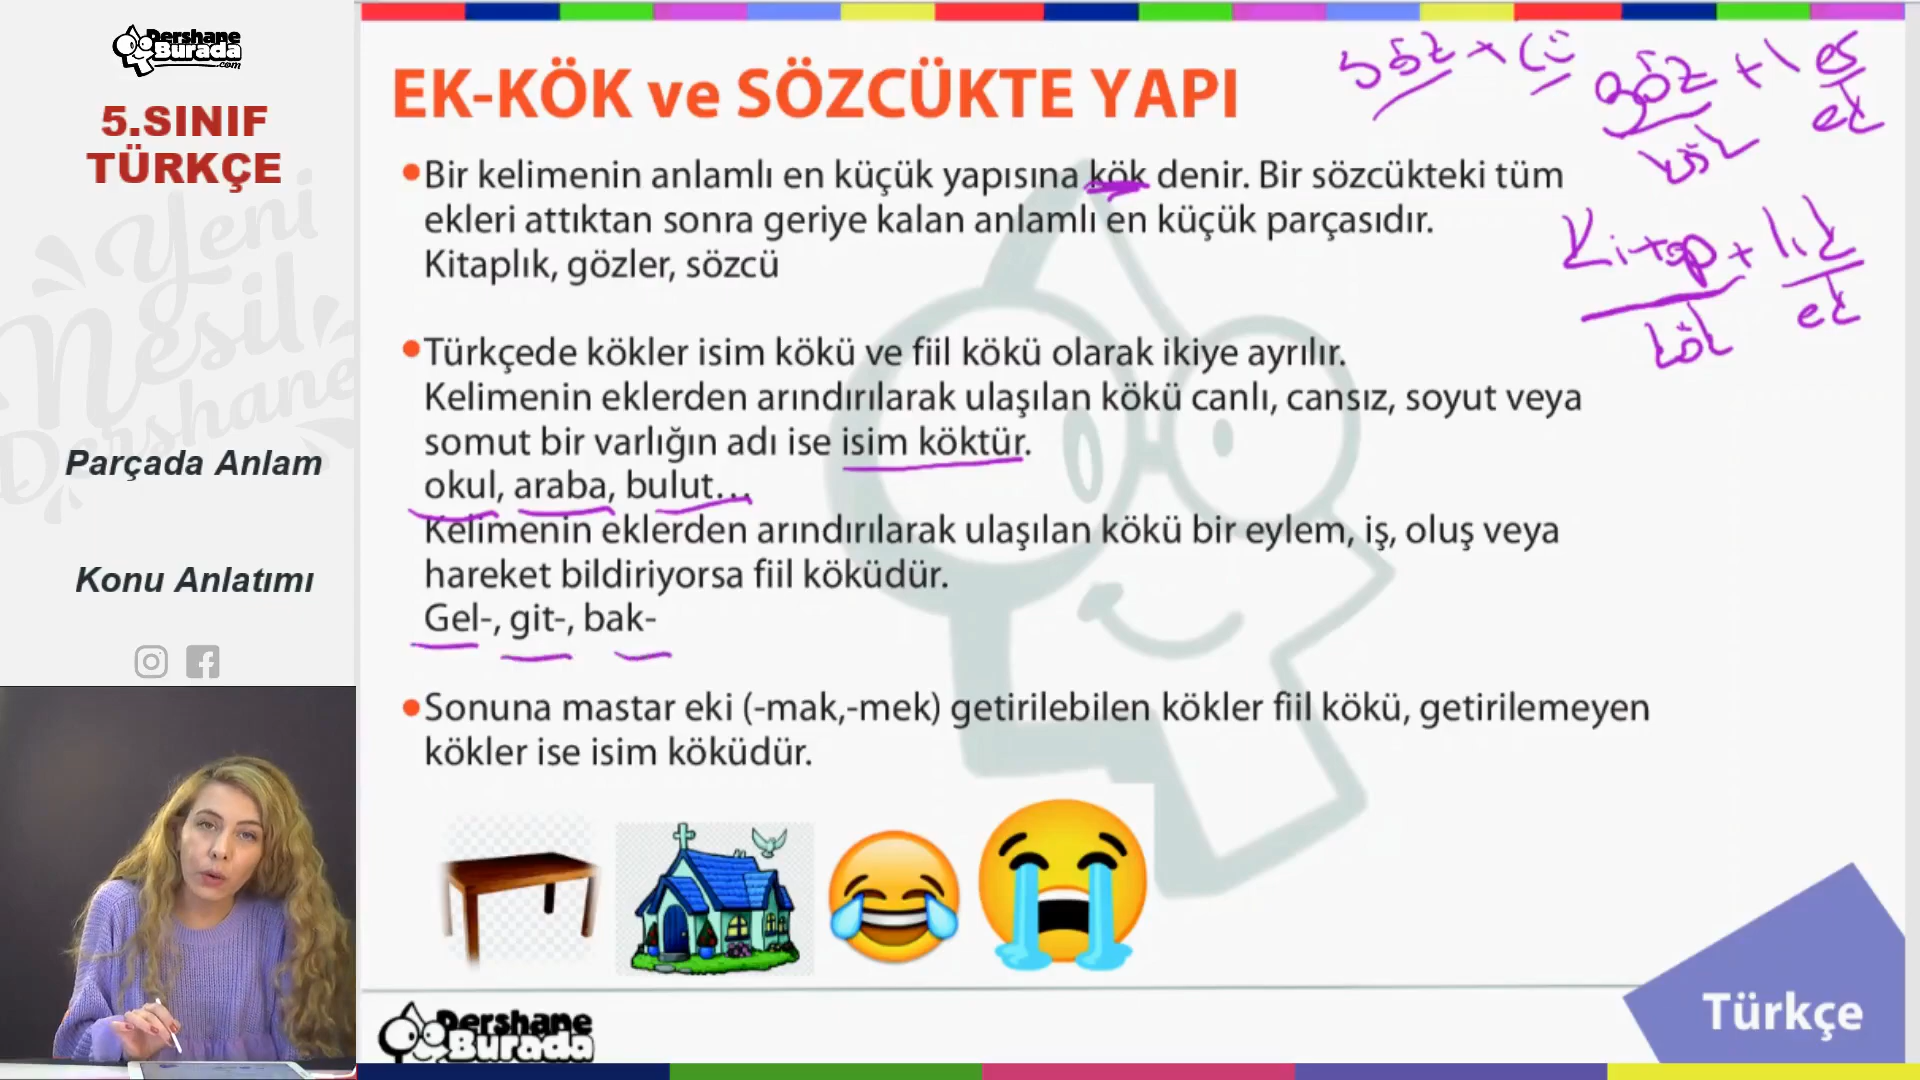 Dershane
Burada
.com
5.SINIF
TÜRKÇE
Yeni
Nesil
Dershane
Parçada Anlam
Konu Anlatımı
EK-KÖK ve SÖZCÜKTE YAPI
söz + cü
göz + ler
kök
ek
•Bir kelimenin anlamlı en küçük yapısına kök denir. Bir sözcükteki tüm
ekleri attıktan sonra geriye kalan anlamlı en küçük parçasıdır.
Kitaplık, gözler, sözcü
Kitap + lık
kök
ek
•Türkçede kökler isim kökü ve fiil kökü olarak ikiye ayrılır.
Kelimenin eklerden arındırılarak ulaşılan kökü canlı, cansız, soyut veya
somut bir varlığın adı ise isim köktür.
okul, araba, bulut...
Kelimenin eklerden arındırılarak ulaşılan kökü bir eylem, iş, oluş veya
hareket bildiriyorsa fiil köküdür.
Gel-, git-, bak-
•Sonuna mastar eki (-mak,-mek) getirilebilen kökler fiil kökü, getirilemeyen
kökler ise isim köküdür.
Dershane
Burada
Türkçe